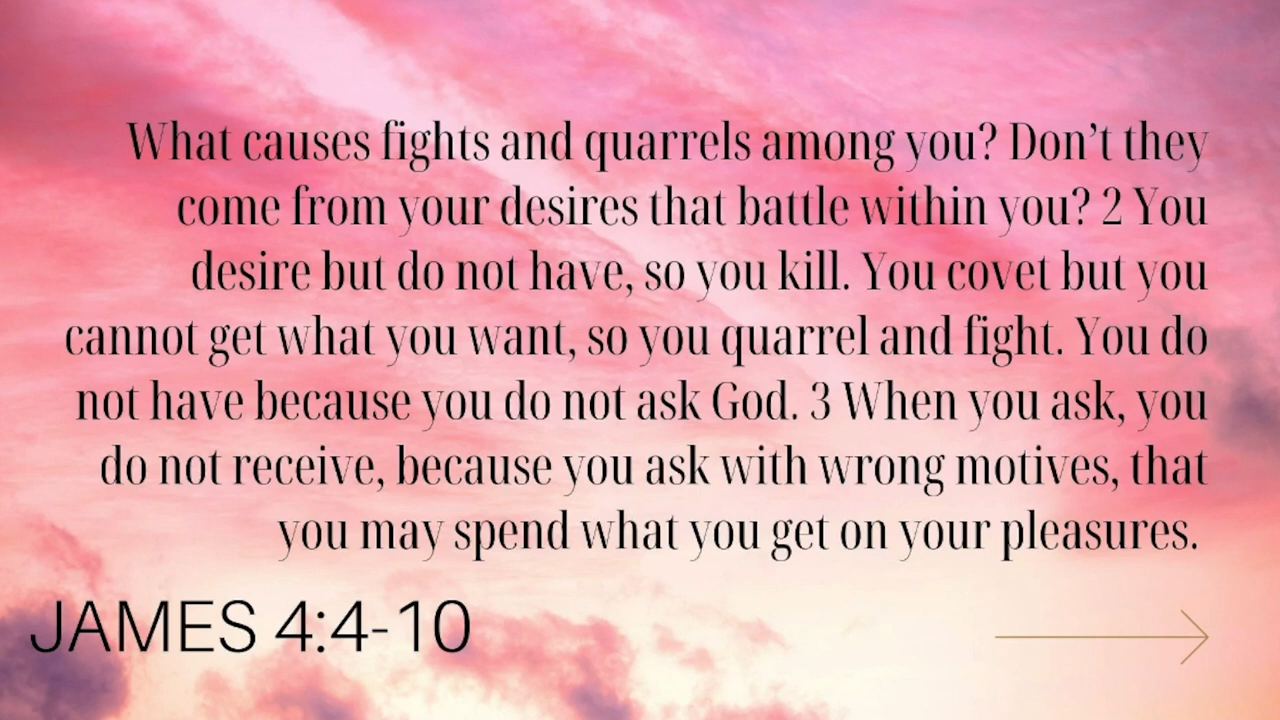 What causes fights and quarrels among you? Don’t they
come from your desires that battle within you? 2 You
desire but do not have, so you kill. You covet but you
cannot get what you want, so you quarrel and fight. You do
not have because you do not ask God. 3 When you ask, you
do not receive, because you ask with wrong motives, that
you may spend what you get on your pleasures.
JAMES 4:4-10